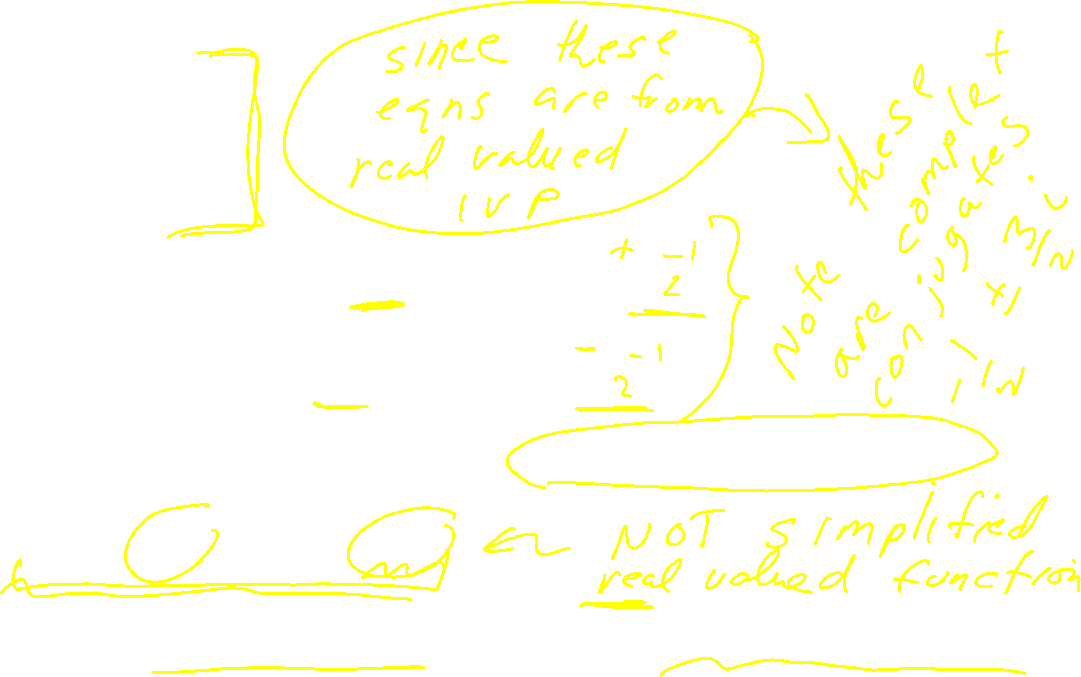 since these
eqns are from
real valued
IVP
+ -1
2
- -1
2
Note these
are complet
conjugates
NOT simplified
real valued function